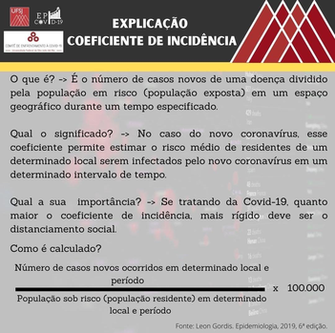 UFSJ
EPI
COVID-19
COMITÊ DE ENFRENTAMENTO À COVID-19
EXPLICAÇÃO
COEFICIENTE DE INCIDÊNCIA
O que é? -> É o número de casos novos de uma doença dividido
pela população em risco (população exposta) em um espaço
geográfico durante um tempo especificado.
Qual o significado? -> No caso do novo coronavírus, esse
coeficiente permite estimar o risco médio de residentes de um
determinado local serem infectados pelo novo coronavírus em um
determinado intervalo de tempo.
Qual a sua importância? -> Se tratando da Covid-19, quanto
maior o coeficiente de incidência, mais rígido deve ser o
distanciamento social.
Como é calculado?
Número de casos novos ocorridos em determinado local e
período
x 100.000
População sob risco (população residente) em determinado
local e período
Fonte: Leon Gordis. Epidemiologia, 2019, 6ª edição.